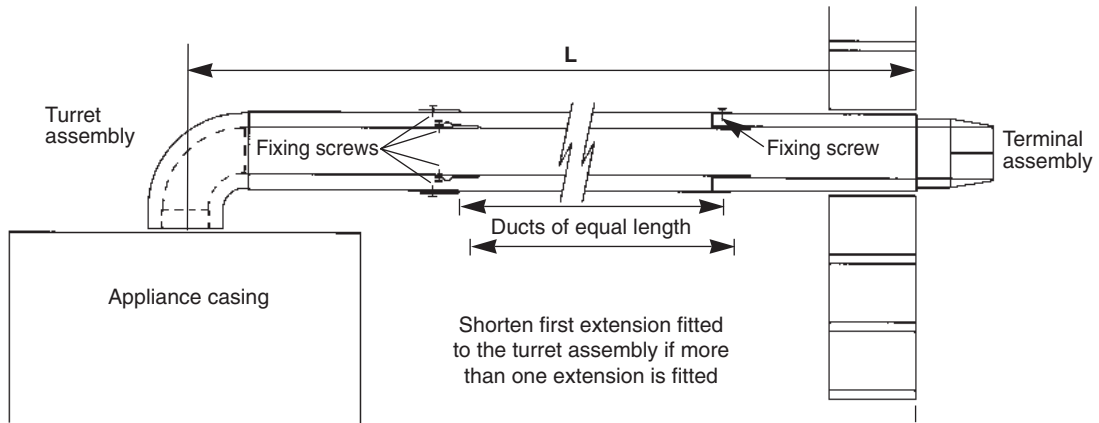 L
Turret
assembly
Fixing screws
Fixing screw
Terminal
assembly
Ducts of equal length
Appliance casing
Shorten first extension fitted
to the turret assembly if more
than one extension is fitted